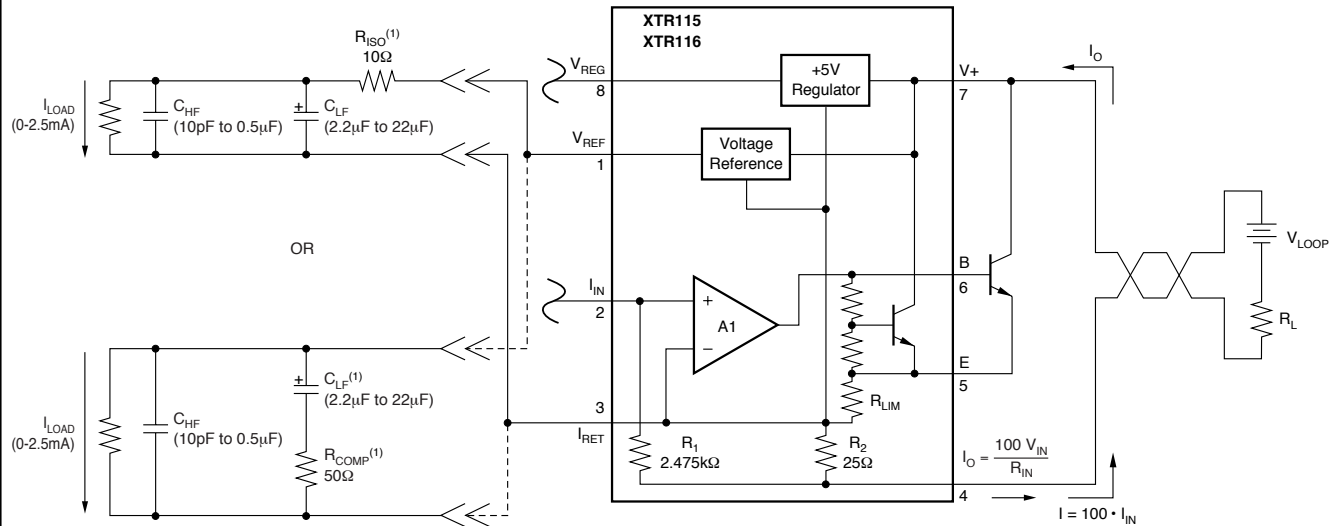 XTR115
XTR116
R_ISO^(1)
10Ω
I_LOAD
(0-2.5mA)
C_HF
(10pF to 0.5μF)
+
C_LF
(2.2μF to 22μF)
V_REG
8
+5V
Regulator
V+
7
I_O
V_REF
1
Voltage
Reference
OR
I_IN
2
+
A1
−
B
6
E
5
V_LOOP
R_L
I_LOAD
(0-2.5mA)
C_HF
(10pF to 0.5μF)
+
C_LF^(1)
(2.2μF to 22μF)
R_COMP^(1)
50Ω
3
I_RET
R_LIM
R_1
2.475kΩ
R_2
25Ω
I_O = 100 V_IN / R_IN
4
I = 100 • I_IN